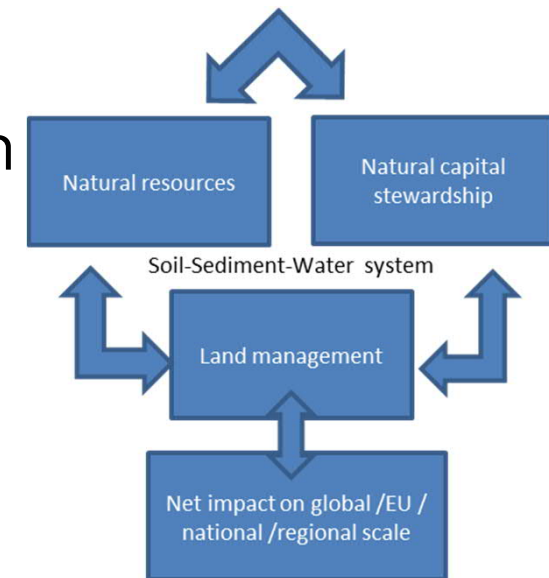 n
Natural resources
Natural capital
stewardship
Soil-Sediment-Water system
Land management
Net impact on global /EU /
national /regional scale